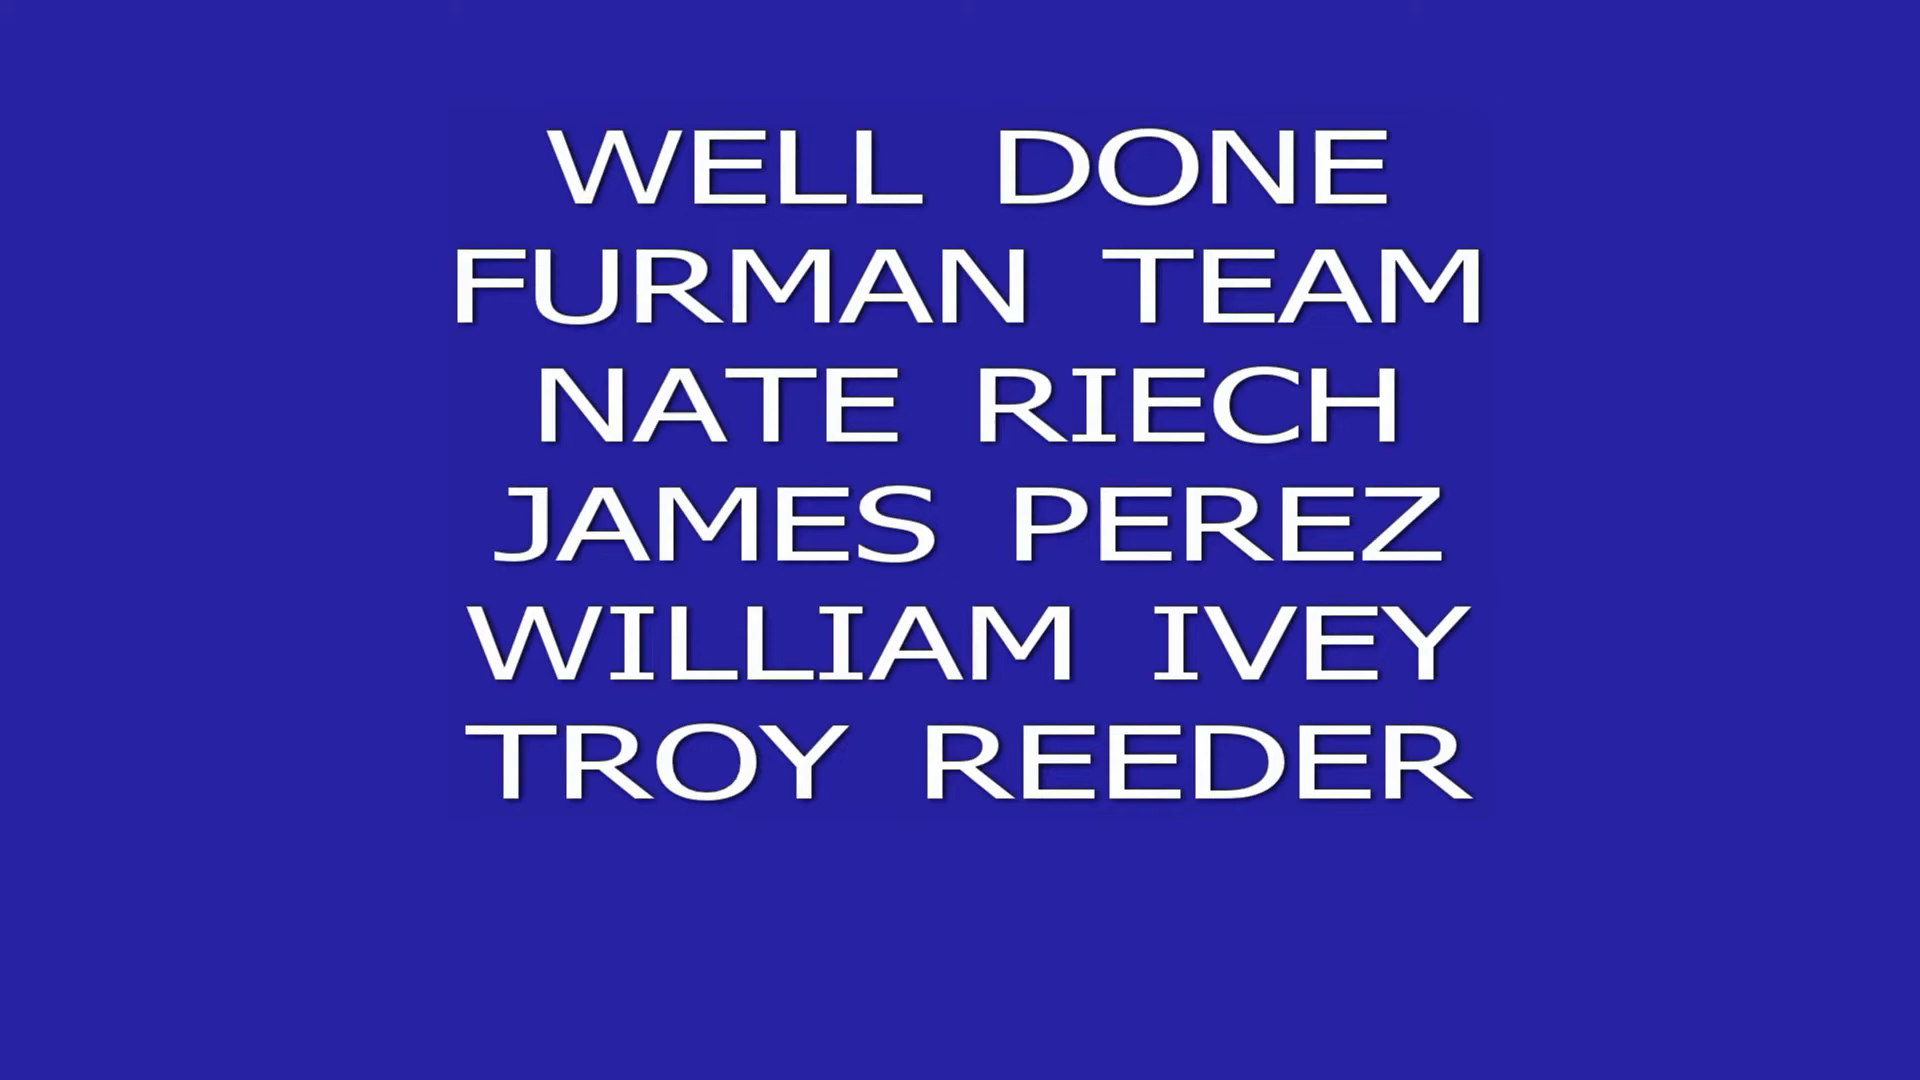 WELL DONE
FURMAN TEAM
NATE RIECH
JAMES PEREZ
WILLIAM IVEY
TROY REEDER